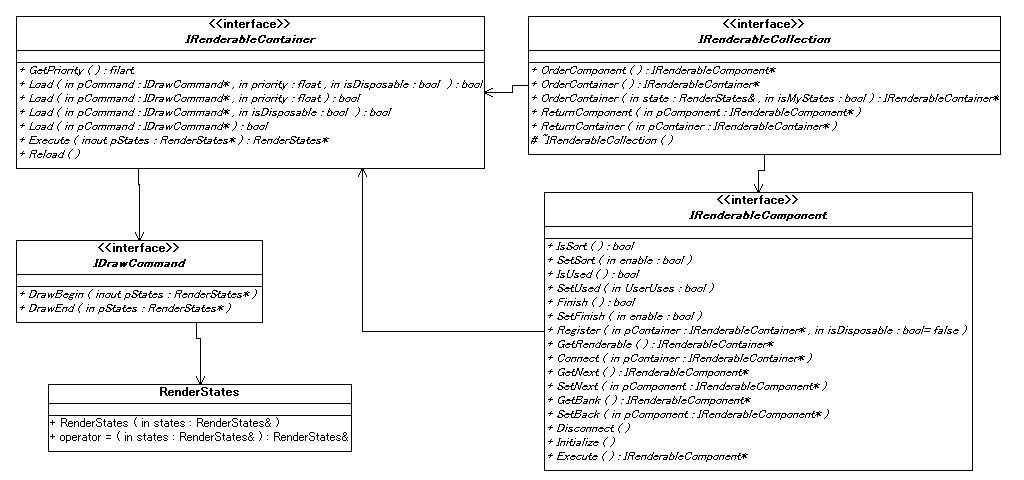 <<interface>>
IRenderableContainer
+ GetPriority ( ) : filart
+ Load ( in pCommand : IDrawCommand* , in priority : float , in isDisposable : bool ) : bool
+ Load ( in pCommand : IDrawCommand* , in priority : float ) : bool
+ Load ( in pCommand : IDrawCommand* , in isDisposable : bool ) : bool
+ Load ( in pCommand : IDrawCommand* ) : bool
+ Execute ( inout pStates : RenderStates* ) : RenderStates*
+ Reload ( )
<<interface>>
IRenderableCollection
+ OrderComponent ( ) : IRenderableComponent*
+ OrderContainer ( ) : IRenderableContainer*
+ OrderContainer ( in state : RenderStates& , in isMyStates : bool ) : IRenderableContainer*
+ ReturnComponent ( in pComponent : IRenderableComponent* )
+ ReturnContainer ( in pContainer : IRenderableContainer* )
# ~IRenderableCollection ( )
<<interface>>
IDrawCommand
+ DrawBegin ( inout pStates : RenderStates* )
+ DrawEnd ( in pStates : RenderStates* )
<<interface>>
IRenderableComponent
+ IsSort ( ) : bool
+ SetSort ( in enable : bool )
+ IsUsed ( ) : bool
+ SetUsed ( in UserUses : bool )
+ Finish ( ) : bool
+ SetFinish ( in enable : bool )
+ Register ( in pContainer : IRenderableContainer* , in isDisposable : bool= false )
+ GetRenderable ( ) : IRenderableContainer*
+ Connect ( in pContainer : IRenderableContainer* )
+ GetNext ( ) : IRenderableComponent*
+ SetNext ( in pComponent : IRenderableComponent* )
+ GetBank ( ) : IRenderableComponent*
+ SetBack ( in pComponent : IRenderableComponent* )
+ Disconnect ( )
+ Initialize ( )
+ Execute ( ) : IRenderableComponent*
RenderStates
+ RenderStates ( in states : RenderStates& )
+ operator = ( in states : RenderStates& ) : RenderStates&